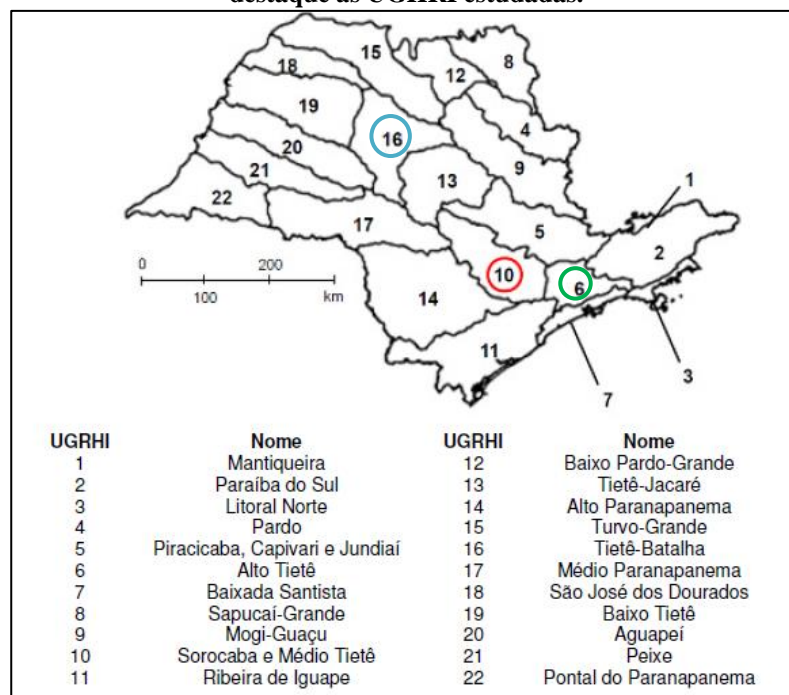 destaque as UGRHI estudadas.
15
8
18
12
19
16
4
20
9
13
21
22
5
1
17
2
10
6
0 200
14
100 km
11
3
7
UGRHI Nome UGRHI Nome
1 Mantiqueira 12 Baixo Pardo-Grande
2 Paraíba do Sul 13 Tietê-Jacaré
3 Litoral Norte 14 Alto Paranapanema
4 Pardo 15 Turvo-Grande
5 Piracicaba, Capivari e Jundiaí 16 Tietê-Batalha
6 Alto Tietê 17 Médio Paranapanema
7 Baixada Santista 18 São José dos Dourados
8 Sapucaí-Grande 19 Baixo Tietê
9 Mogi-Guaçu 20 Aguapeí
10 Sorocaba e Médio Tietê 21 Peixe
11 Ribeira de Iguape 22 Pontal do Paranapanema